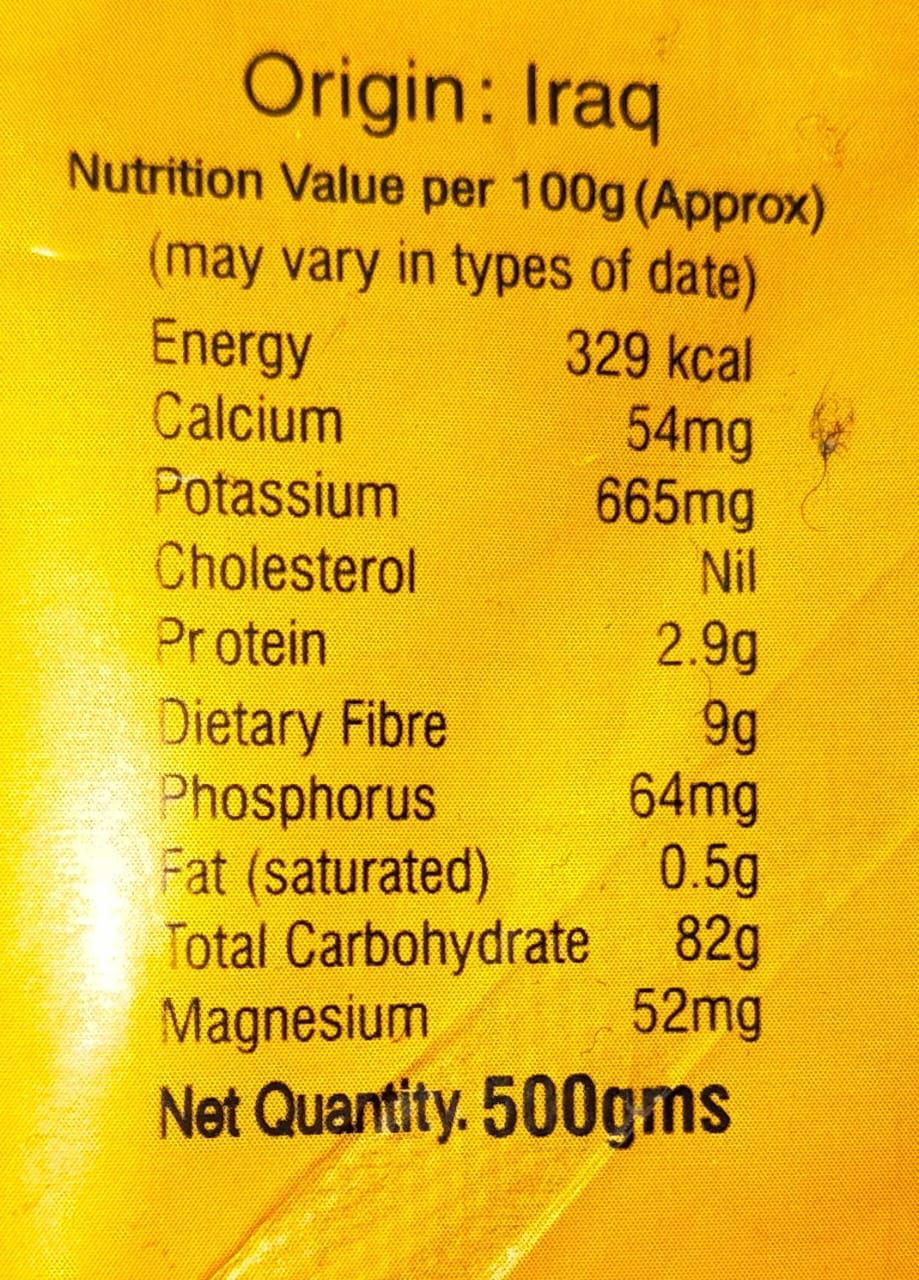 Origin: Iraq
Nutrition Value per 100g (Approx)
(may vary in types of date)
Energy 329 kcal
Calcium 54mg
Potassium 665mg
Cholesterol Nil
Protein 2.9g
Dietary Fibre 9g
Phosphorus 64mg
Fat (saturated) 0.5g
Total Carbohydrate 82g
Magnesium 52mg
Net Quantity. 500gms